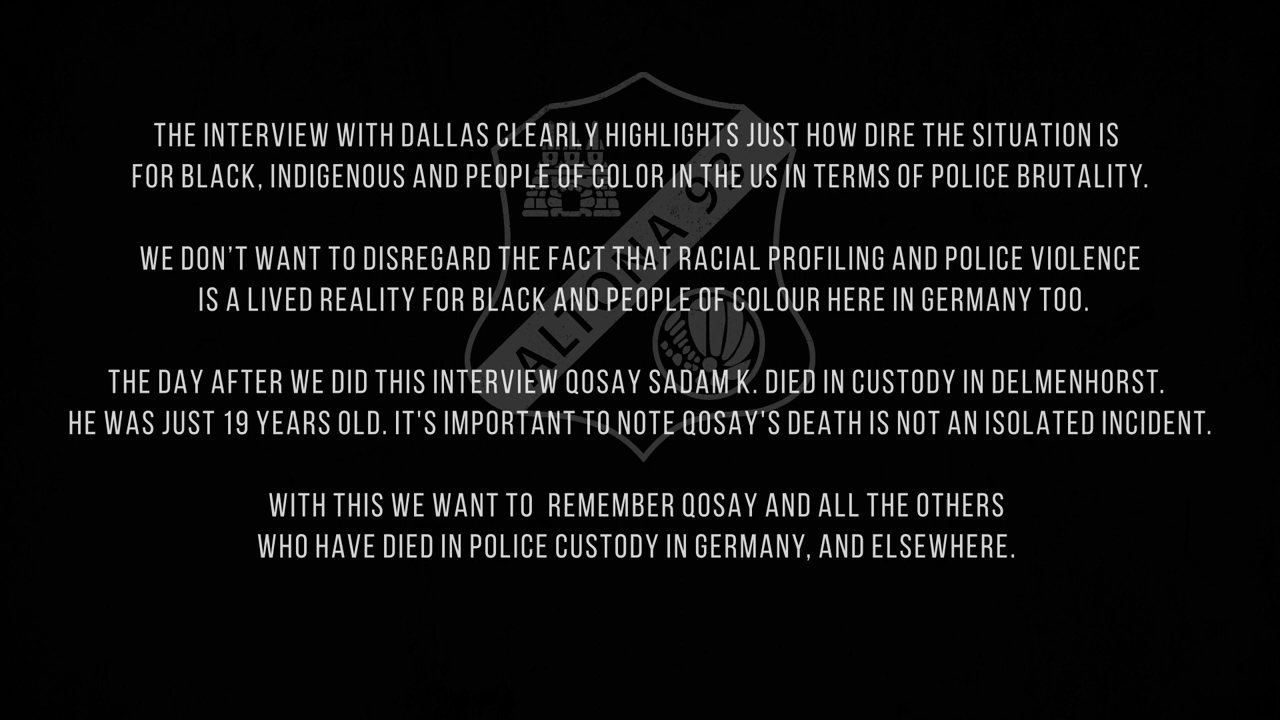 THE INTERVIEW WITH DALLAS CLEARLY HIGHLIGHTS JUST HOW DIRE THE SITUATION IS
FOR BLACK, INDIGENOUS AND PEOPLE OF COLOR IN THE US IN TERMS OF POLICE BRUTALITY.
WE DON'T WANT TO DISREGARD THE FACT THAT RACIAL PROFILING AND POLICE VIOLENCE
IS A LIVED REALITY FOR BLACK AND PEOPLE OF COLOUR HERE IN GERMANY TOO.
THE DAY AFTER WE DID THIS INTERVIEW QOSAY SADAM K. DIED IN CUSTODY IN DELMENHORST.
HE WAS JUST 19 YEARS OLD. IT'S IMPORTANT TO NOTE QOSAY'S DEATH IS NOT AN ISOLATED INCIDENT.
WITH THIS WE WANT TO  REMEMBER QOSAY AND ALL THE OTHERS
WHO HAVE DIED IN POLICE CUSTODY IN GERMANY, AND ELSEWHERE.
ALTONA 93